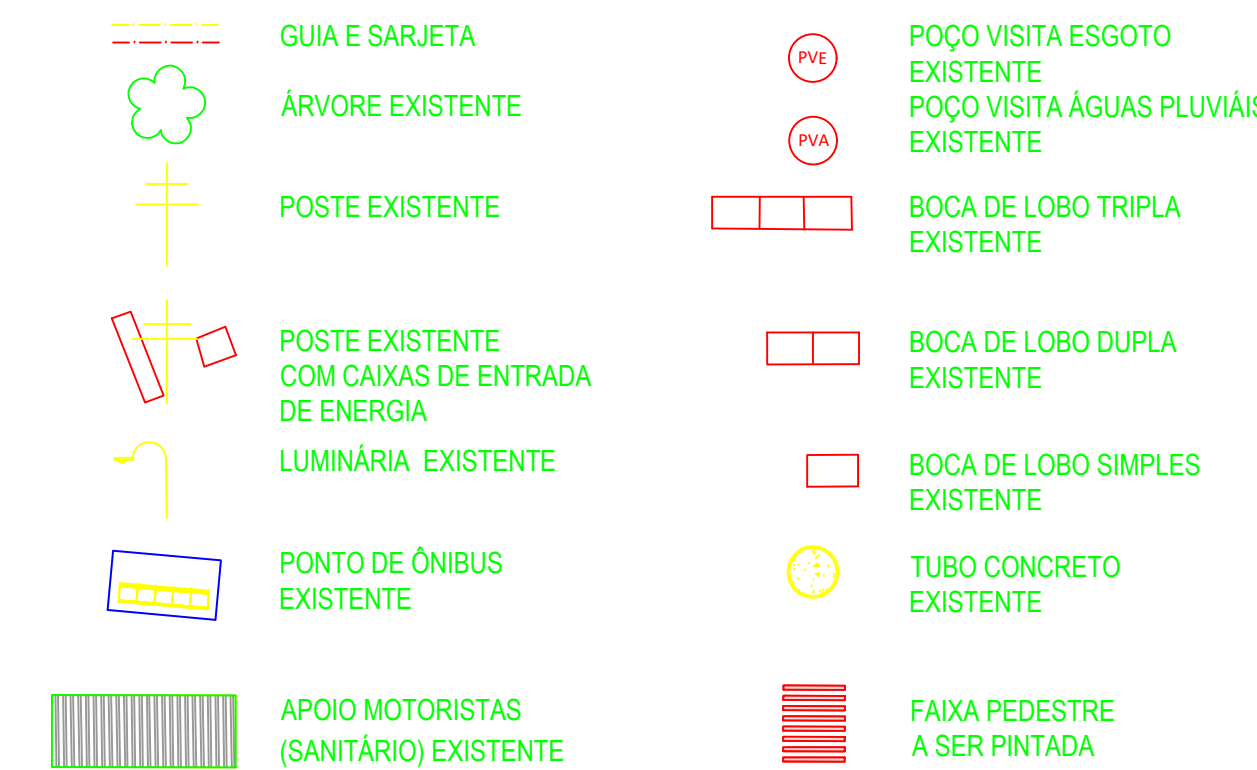 GUIA E SARJETA
ÁRVORE EXISTENTE
POSTE EXISTENTE
POSTE EXISTENTE
COM CAIXAS DE ENTRADA
DE ENERGIA
LUMINÁRIA EXISTENTE
PONTO DE ÔNIBUS
EXISTENTE
APOIO MOTORISTAS
(SANITÁRIO) EXISTENTE
PVE
POÇO VISITA ESGOTO
EXISTENTE
PVA
POÇO VISITA ÁGUAS PLUVIÁIS
EXISTENTE
BOCA DE LOBO TRIPLA
EXISTENTE
BOCA DE LOBO DUPLA
EXISTENTE
BOCA DE LOBO SIMPLES
EXISTENTE
TUBO CONCRETO
EXISTENTE
FAIXA PEDESTRE
A SER PINTADA